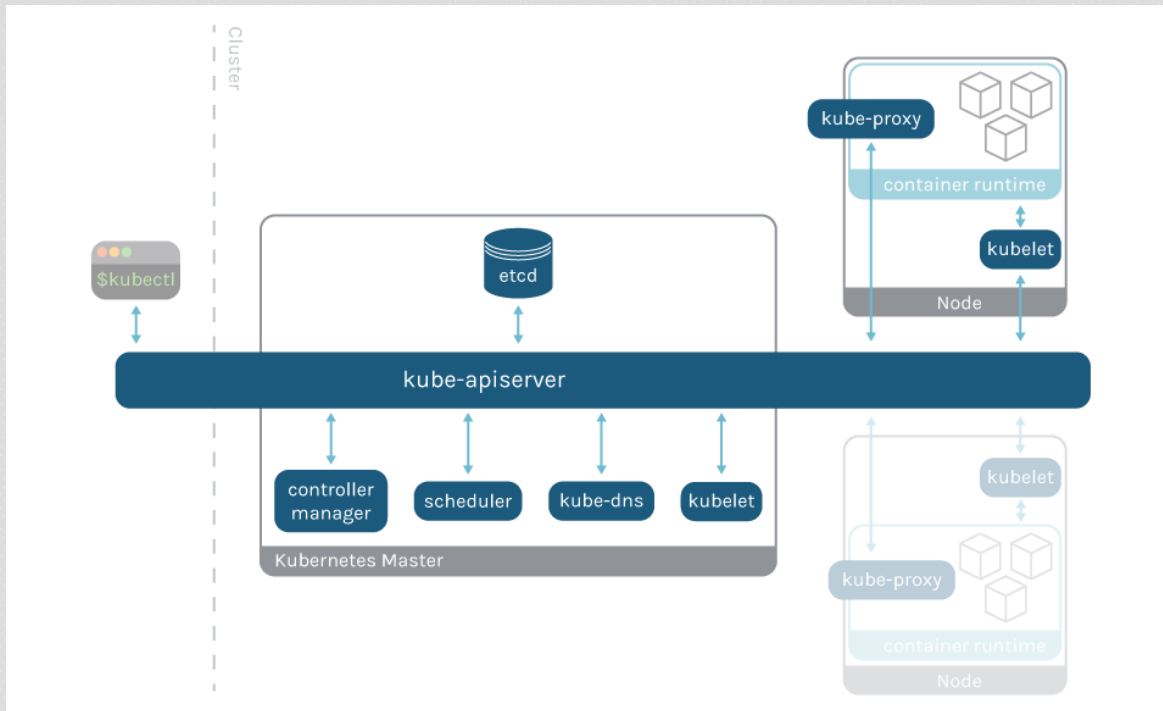 Cluster
kube-proxy
container runtime
kubelet
Node
$kubectl
etcd
kube-apiserver
controller
manager
scheduler
kube-dns
kubelet
Kubernetes Master
kubelet
kube-proxy
container runtime
Node